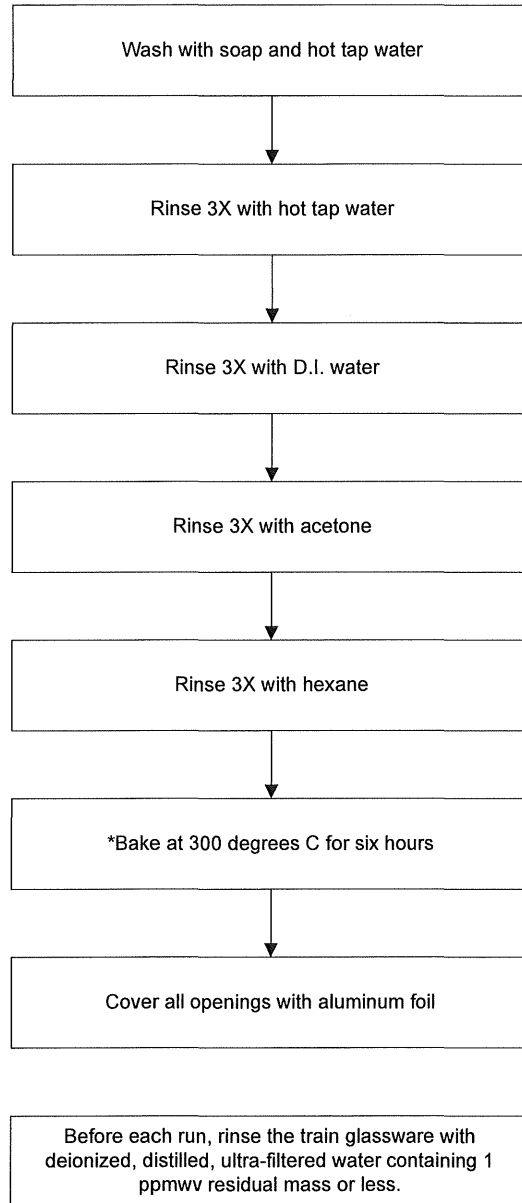 Wash with soap and hot tap water
Rinse 3X with hot tap water
Rinse 3X with D.I. water
Rinse 3X with acetone
Rinse 3X with hexane
*Bake at 300 degrees C for six hours
Cover all openings with aluminum foil
Before each run, rinse the train glassware with
deionized, distilled, ultra-filtered water containing 1
ppmwv residual mass or less.